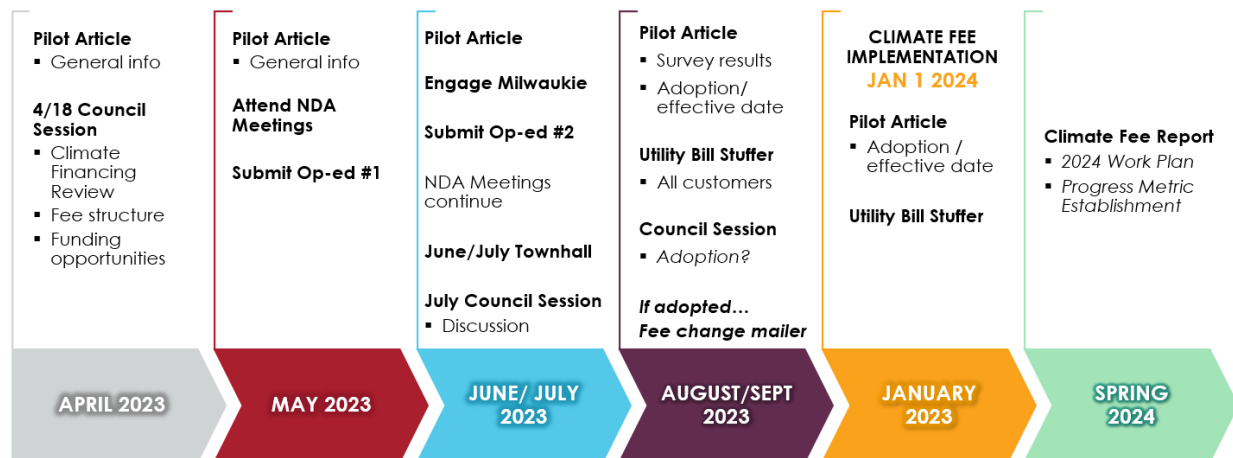 Pilot Article
▪ General info
4/18 Council
Session
▪ Climate
Financing
Review
▪ Fee structure
▪ Funding
opportunities
APRIL 2023
Pilot Article
▪ General info
Attend NDA
Meetings
Submit Op-ed #1
MAY 2023
Pilot Article
Engage Milwaukie
Submit Op-ed #2
NDA Meetings
continue
June/July Townhall
July Council Session
▪ Discussion
JUNE/ JULY
2023
Pilot Article
▪ Survey results
▪ Adoption/
effective date
Utility Bill Stuffer
▪ All customers
Council Session
▪ Adoption?
If adopted…
Fee change mailer
AUGUST/SEPT
2023
CLIMATE FEE
IMPLEMENTATION
JAN 1 2024
Pilot Article
▪ Adoption /
effective date
Utility Bill Stuffer
JANUARY
2023
Climate Fee Report
▪ 2024 Work Plan
▪ Progress Metric
Establishment
SPRING
2024